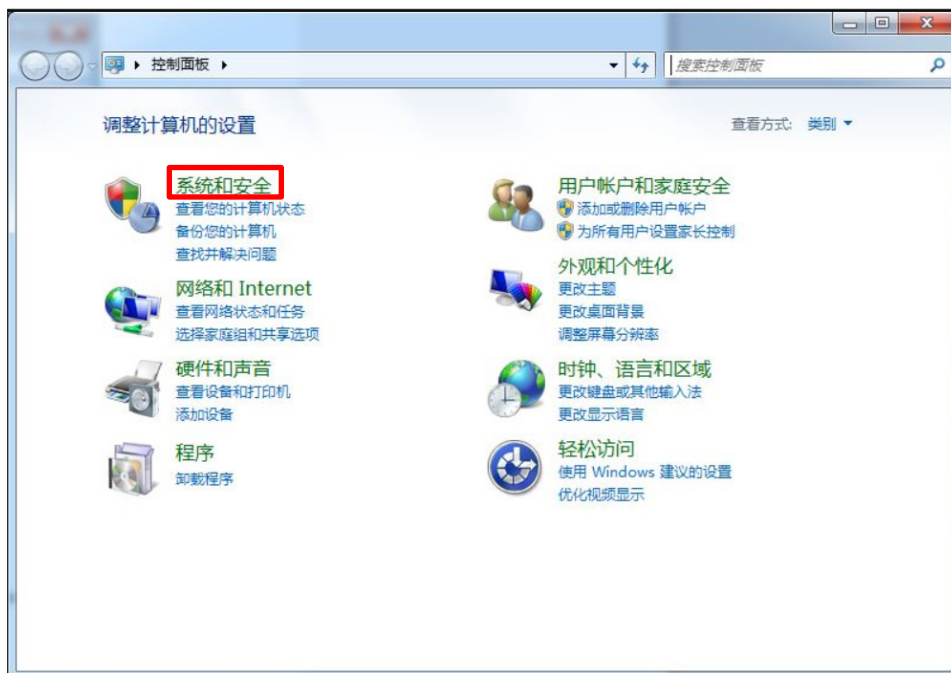 控制面板
搜索控制面板
调整计算机的设置
查看方式: 类别
系统和安全
查看您的计算机状态
备份您的计算机
查找并解决问题
网络和 Internet
查看网络状态和任务
选择家庭组和共享选项
硬件和声音
查看设备和打印机
添加设备
程序
卸载程序
用户帐户和家庭安全
添加或删除用户帐户
为所有用户设置家长控制
外观和个性化
更改主题
更改桌面背景
调整屏幕分辨率
时钟、语言和区域
更改键盘或其他输入法
更改显示语言
轻松访问
使用 Windows 建议的设置
优化视频显示